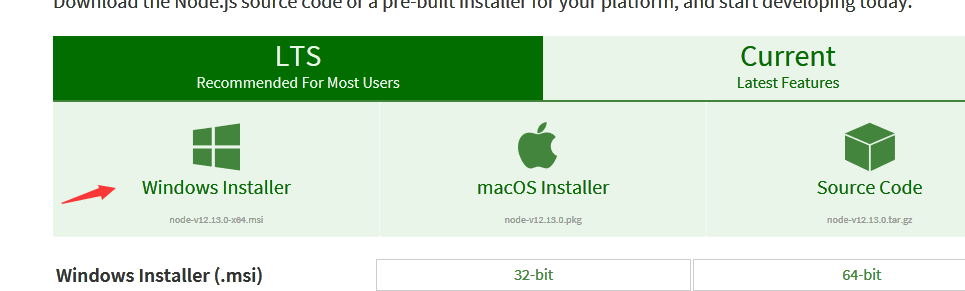 Download the Node.js source code or a pre-built installer for your platform, and start developing today.
LTS
Recommended For Most Users
Current
Latest Features
Windows Installer
macOS Installer
Source Code
node-v12.13.0-x64.msi
node-v12.13.0.pkg
node-v12.13.0.tar.gz
Windows Installer (.msi)
32-bit
64-bit